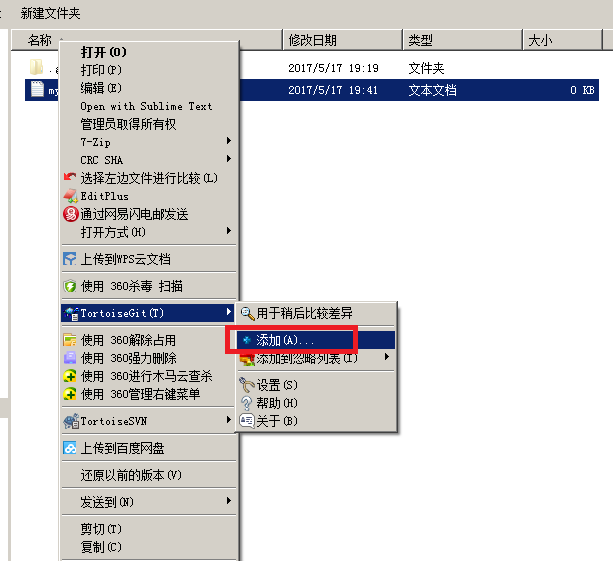 新建文件夹
名称 修改日期 类型 大小
2017/5/17 19:19 文件夹
my 2017/5/17 19:41 文本文档 0 KB
打开(O)
打印(P)
编辑(E)
Open with Sublime Text
管理员取得所有权
7-Zip
CRC SHA
选择左边文件进行比较(L)
EditPlus
通过网易闪电邮发送
打开方式(H)
上传到WPS云文档
使用 360杀毒 扫描
TortoiseGit(T)
用于稍后比较差异
添加(A)...
添加到忽略列表(I)
设置(S)
帮助(H)
关于(B)
使用 360解除占用
使用 360强力删除
使用 360进行木马云查杀
使用 360管理右键菜单
TortoiseSVN
上传到百度网盘
还原以前的版本(V)
发送到(N)
剪切(T)
复制(C)